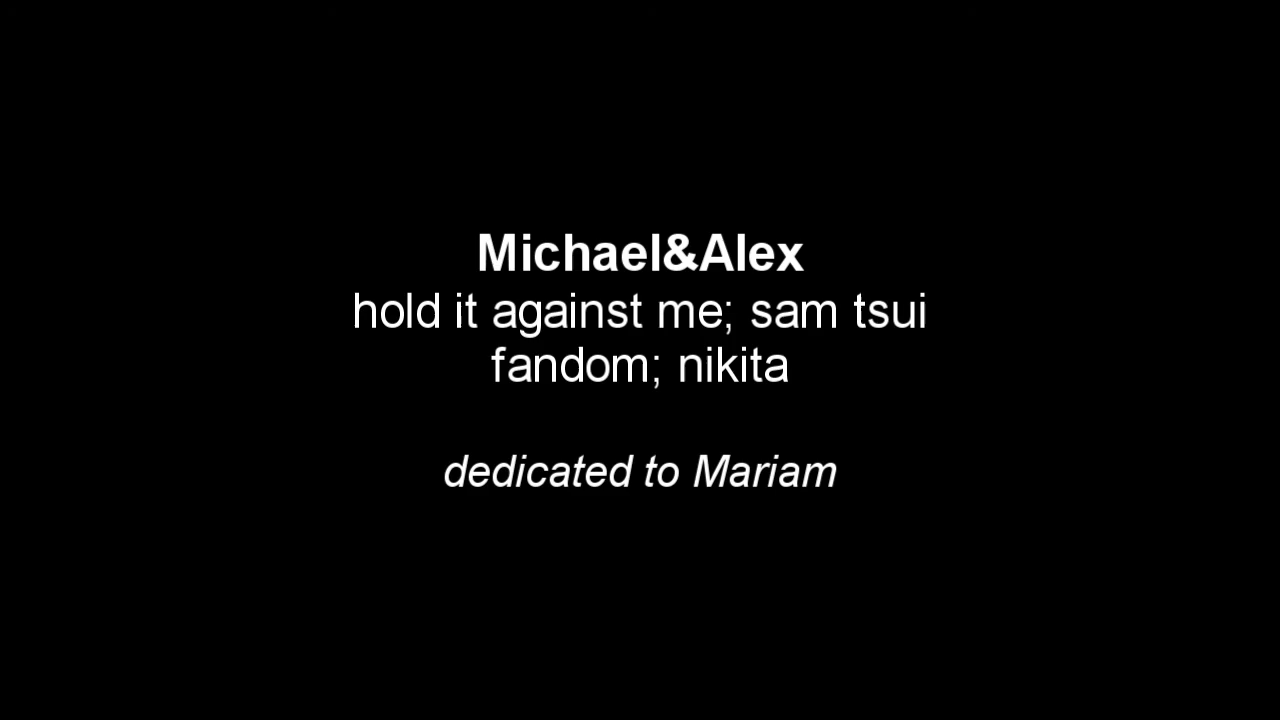 Michael&Alex
hold it against me; sam tsui
fandom; nikita
dedicated to Mariam